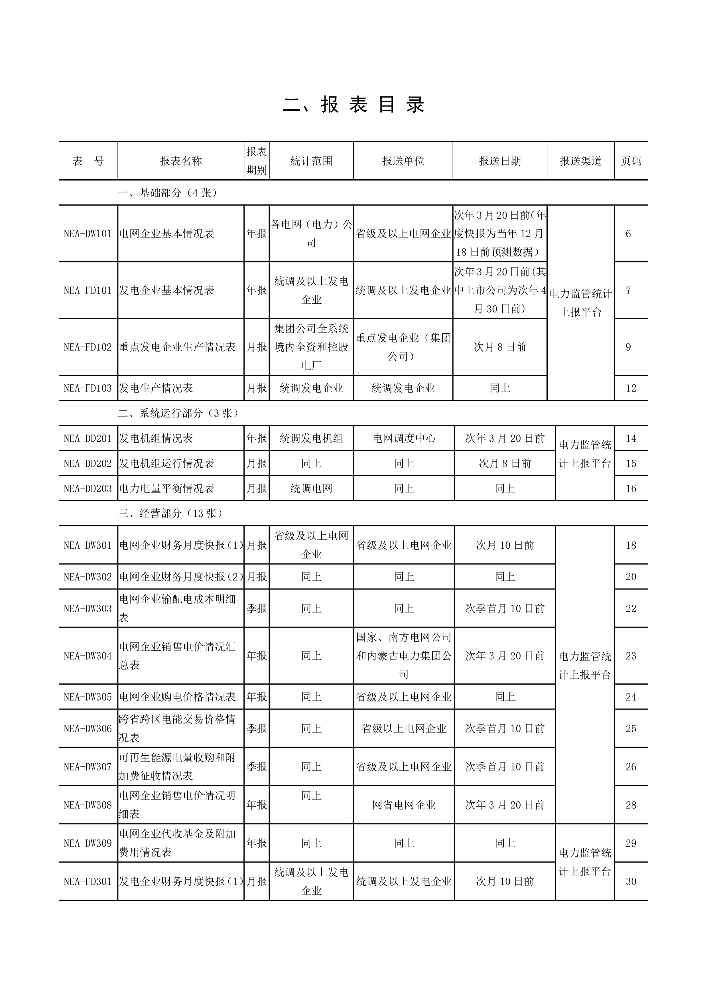 二、报 表 目 录
表 号 报表名称 报表期别 统计范围 报送单位 报送日期 报送渠道 页码
一、基础部分（4 张）
NEA-DW101 电网企业基本情况表 年报 各电网（电力）公司 省级及以上电网企业 次年 3 月 20 日前（年度快报为当年 12 月 18 日前预测数据） 电力监管统计上报平台 6
NEA-FD101 发电企业基本情况表 年报 统调及以上发电企业 统调及以上发电企业 次年 3 月 20 日前(其中上市公司为次年 4 月 30 日前) 7
NEA-FD102 重点发电企业生产情况表 月报 集团公司全系统境内全资和控股电厂 重点发电企业（集团公司） 次月 8 日前 9
NEA-FD103 发电生产情况表 月报 统调发电企业 统调发电企业 同上 12
二、系统运行部分（3 张）
NEA-DD201 发电机组情况表 年报 统调发电机组 电网调度中心 次年 3 月 20 日前 电力监管统计上报平台 14
NEA-DD202 发电机组运行情况表 月报 同上 同上 次月 8 日前 15
NEA-DD203 电力电量平衡情况表 月报 统调电网 同上 同上 16
三、经营部分（13 张）
NEA-DW301 电网企业财务月度快报（1） 月报 省级及以上电网企业 省级及以上电网企业 次月 10 日前 电力监管统计上报平台 18
NEA-DW302 电网企业财务月度快报（2） 月报 同上 同上 同上 20
NEA-DW303 电网企业输配电成本明细表 季报 同上 同上 次季首月 10 日前 22
NEA-DW304 电网企业销售电价情况汇总表 年报 同上 国家、南方电网公司和内蒙古电力集团公司 次年 3 月 20 日前 23
NEA-DW305 电网企业购电价格情况表 年报 同上 省级及以上电网企业 同上 24
NEA-DW306 跨省跨区电能交易价格情况表 季报 同上 省级以上电网企业 次季首月 10 日前 25
NEA-DW307 可再生能源电量收购和附加费征收情况表 季报 同上 省级及以上电网企业 次季首月 10 日前 26
NEA-DW308 电网企业销售电价情况明细表 年报 同上 网省电网企业 次年 3 月 20 日前 28
NEA-DW309 电网企业代收基金及附加费用情况表 年报 同上 同上 同上 电力监管统计上报平台 29
NEA-FD301 发电企业财务月度快报（1） 月报 统调及以上发电企业 统调及以上发电企业 次月 10 日前 30